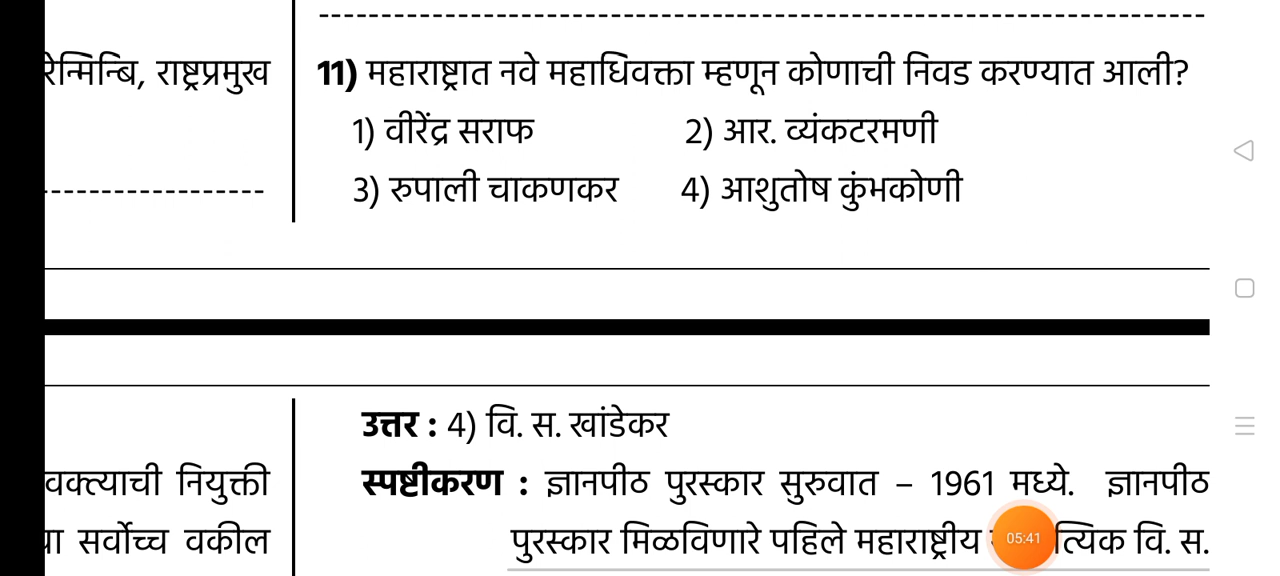 राष्ट्रप्रमुख
11) महाराष्ट्रात नवे महाधिवक्ता म्हणून कोणाची निवड करण्यात आली?
1) वीरेंद्र सराफ 2) आर. व्यंकटरमणी
3) रुपाली चाकणकर 4) आशुतोष कुंभकोणी
वक्त्याची नियुक्ती
सर्वोच्च वकील
उत्तर : 4) वि. स. खांडेकर
स्पष्टीकरण : ज्ञानपीठ पुरस्कार सुरुवात – 1961 मध्ये. ज्ञानपीठ
पुरस्कार मिळविणारे पहिले महाराष्ट्रीय वि. स.
05:41